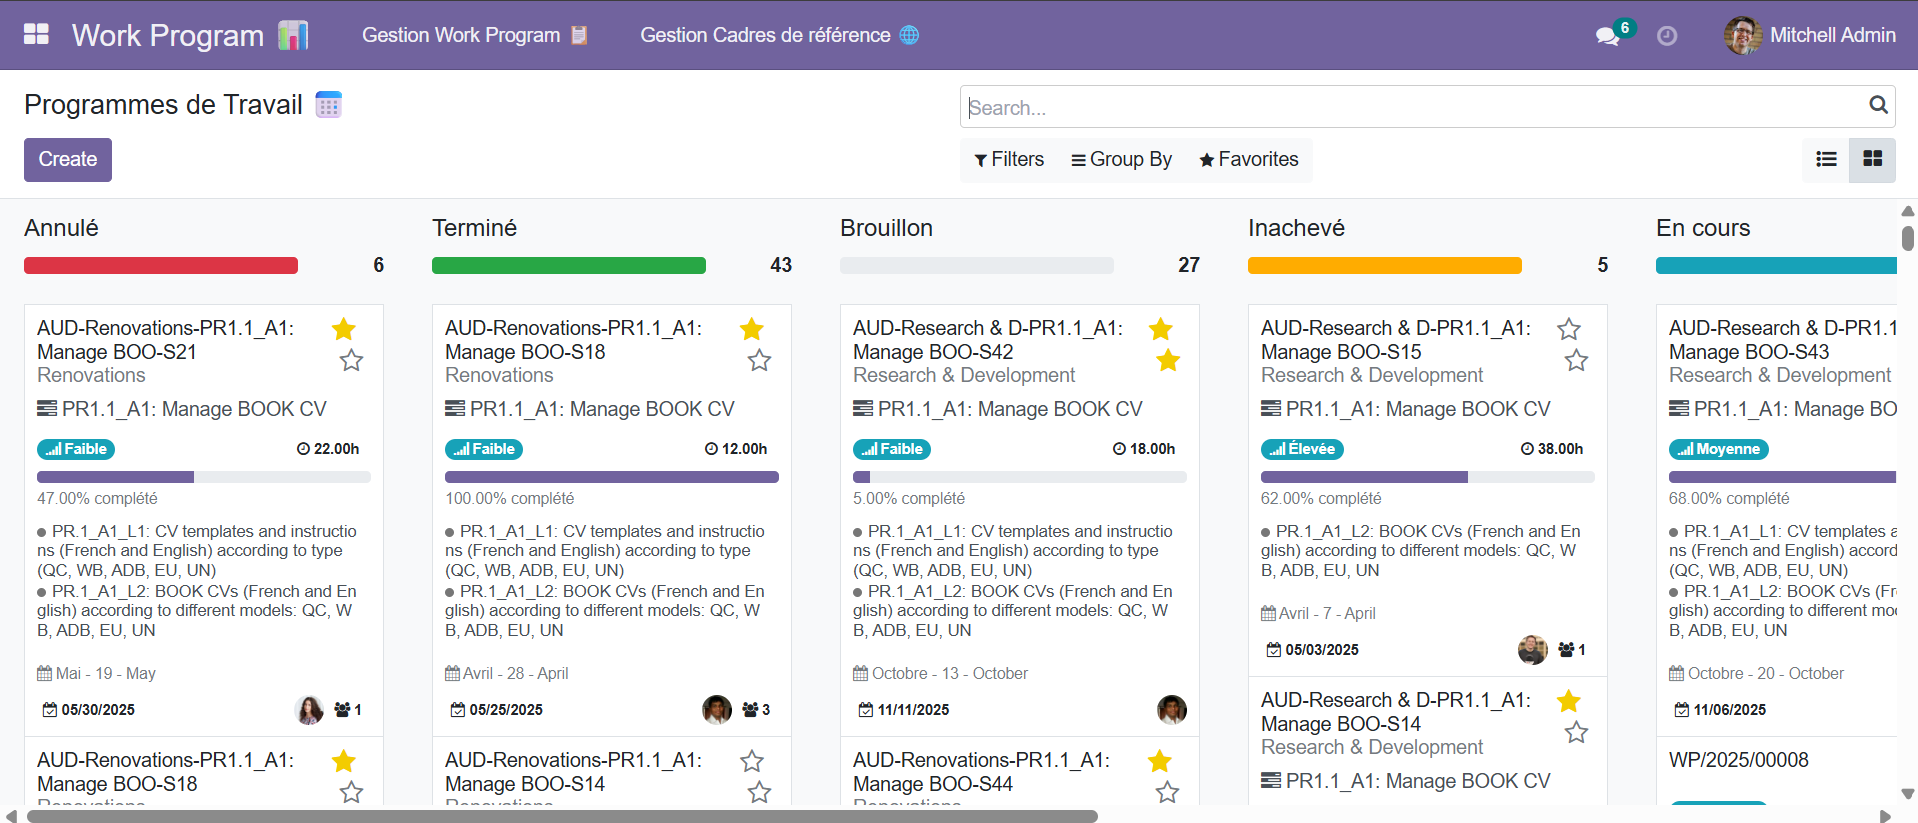 Work Program
Gestion Work Program
Gestion Cadres de référence
6
Mitchell Admin
Programmes de Travail
Search...
Create
Filters
Group By
Favorites
Annulé
6
AUD-Renovations-PR1.1_A1:
Manage BOO-S21
Renovations
PR1.1_A1: Manage BOOK CV
Faible
22.00h
47.00% complété
PR.1_A1_L1: CV templates and instructio
ns (French and English) according to type
(QC, WB, ADB, EU, UN)
PR.1_A1_L2: BOOK CVs (French and En
glish) according to different models: QC, W
B, ADB, EU, UN
Mai - 19 - May
05/30/2025
1
AUD-Renovations-PR1.1_A1:
Manage BOO-S18
Renovations
Terminé
43
AUD-Renovations-PR1.1_A1:
Manage BOO-S18
Renovations
PR1.1_A1: Manage BOOK CV
Faible
12.00h
100.00% complété
PR.1_A1_L1: CV templates and instructio
ns (French and English) according to type
(QC, WB, ADB, EU, UN)
PR.1_A1_L2: BOOK CVs (French and En
glish) according to different models: QC, W
B, ADB, EU, UN
Avril - 28 - April
05/25/2025
3
AUD-Renovations-PR1.1_A1:
Manage BOO-S14
Renovations
Brouillon
27
AUD-Research & D-PR1.1_A1:
Manage BOO-S42
Research & Development
PR1.1_A1: Manage BOOK CV
Faible
18.00h
5.00% complété
PR.1_A1_L1: CV templates and instructio
ns (French and English) according to type
(QC, WB, ADB, EU, UN)
PR.1_A1_L2: BOOK CVs (French and En
glish) according to different models: QC, W
B, ADB, EU, UN
Octobre - 13 - October
11/11/2025
AUD-Renovations-PR1.1_A1:
Manage BOO-S44
Renovations
Inachevé
5
AUD-Research & D-PR1.1_A1:
Manage BOO-S15
Research & Development
PR1.1_A1: Manage BOOK CV
Élevée
38.00h
62.00% complété
PR.1_A1_L2: BOOK CVs (French and En
glish) according to different models: QC, W
B, ADB, EU, UN
Avril - 7 - April
05/03/2025
1
AUD-Research & D-PR1.1_A1:
Manage BOO-S14
Research & Development
PR1.1_A1: Manage BOOK CV
En cours
AUD-Research & D-PR1.1
Manage BOO-S43
Research & Development
PR1.1_A1: Manage BO
Moyenne
68.00% complété
PR.1_A1_L1: CV templates a
ns (French and English) accord
(QC, WB, ADB, EU, UN)
PR.1_A1_L2: BOOK CVs (Fr
glish) according to different mo
B, ADB, EU, UN
Octobre - 20 - October
11/06/2025
WP/2025/00008